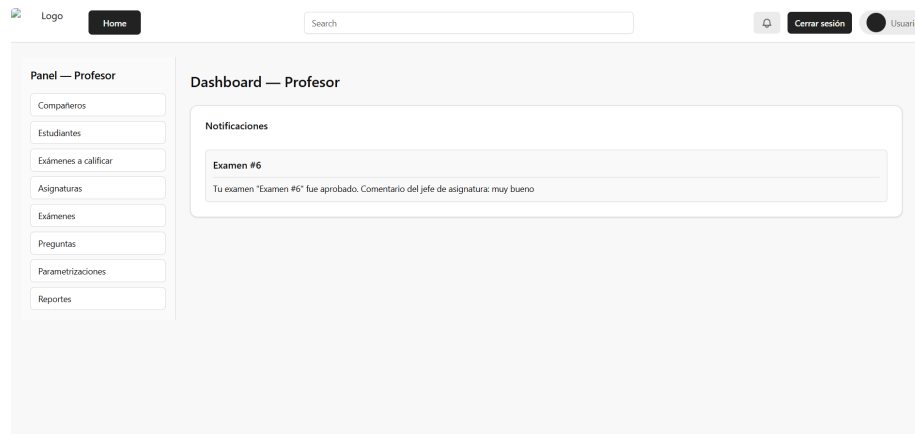 Logo
Home
Search
Cerrar sesión
Panel — Profesor
Compañeros
Estudiantes
Exámenes a calificar
Asignaturas
Exámenes
Preguntas
Parametrizaciones
Reportes
Dashboard — Profesor
Notificaciones
Examen #6
Tu examen "Examen #6" fue aprobado. Comentario del jefe de asignatura: muy bueno